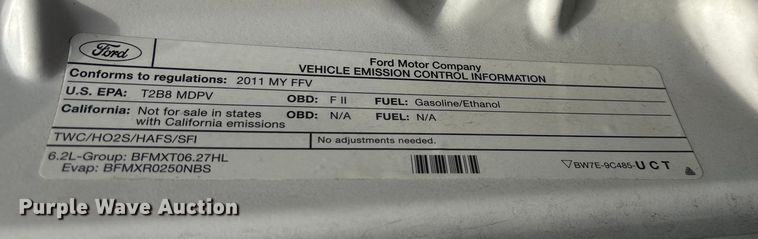 Ford
Ford Motor Company
VEHICLE EMISSION CONTROL INFORMATION
Conforms to regulations: 2011 MY FFV
U.S. EPA: T2B8 MDPV OBD: F II FUEL: Gasoline/Ethanol
California: Not for sale in states OBD: N/A FUEL: N/A
with California emissions
TWC/HO2S/HAFS/SFI No adjustments needed.
6.2L-Group: BFMXT06.27HL
Evap: BFMXR0250NBS
▽BW7E-9C485-UCT
Purple Wave Auction